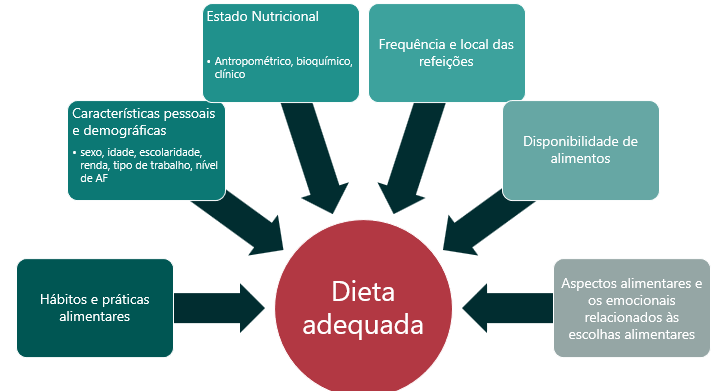 Estado Nutricional
• Antropométrico, bioquímico,
clínico
Frequência e local das
refeições
Características pessoais
e demográficas
• sexo, idade, escolaridade,
renda, tipo de trabalho, nível
de AF
Disponibilidade de
alimentos
Hábitos e práticas
alimentares
Dieta
adequada
Aspectos alimentares e
os emocionais
relacionados às
escolhas alimentares